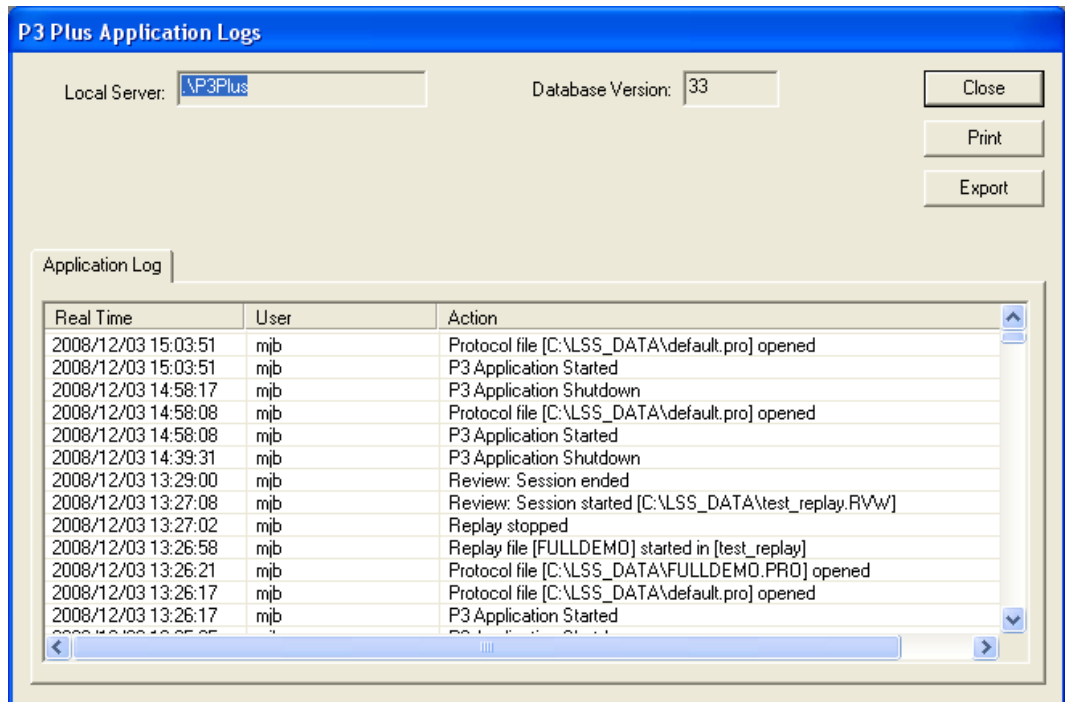 P3 Plus Application Logs
Local Server: .\P3Plus Database Version: 33 Close
Print
Export
Application Log
Real Time User Action
2008/12/03 15:03:51 mjb Protocol file [C:\LSS_DATA\default.pro] opened
2008/12/03 15:03:51 mjb P3 Application Started
2008/12/03 14:58:17 mjb P3 Application Shutdown
2008/12/03 14:58:08 mjb Protocol file [C:\LSS_DATA\default.pro] opened
2008/12/03 14:58:08 mjb P3 Application Started
2008/12/03 14:39:31 mjb P3 Application Shutdown
2008/12/03 13:29:00 mjb Review: Session ended
2008/12/03 13:27:08 mjb Review: Session started [C:\LSS_DATA\test_replay.RVW]
2008/12/03 13:27:02 mjb Replay stopped
2008/12/03 13:26:58 mjb Replay file [FULLDEMO] started in [test_replay]
2008/12/03 13:26:21 mjb Protocol file [C:\LSS_DATA\FULLDEMO.PRO] opened
2008/12/03 13:26:17 mjb Protocol file [C:\LSS_DATA\default.pro] opened
2008/12/03 13:26:17 mjb P3 Application Started